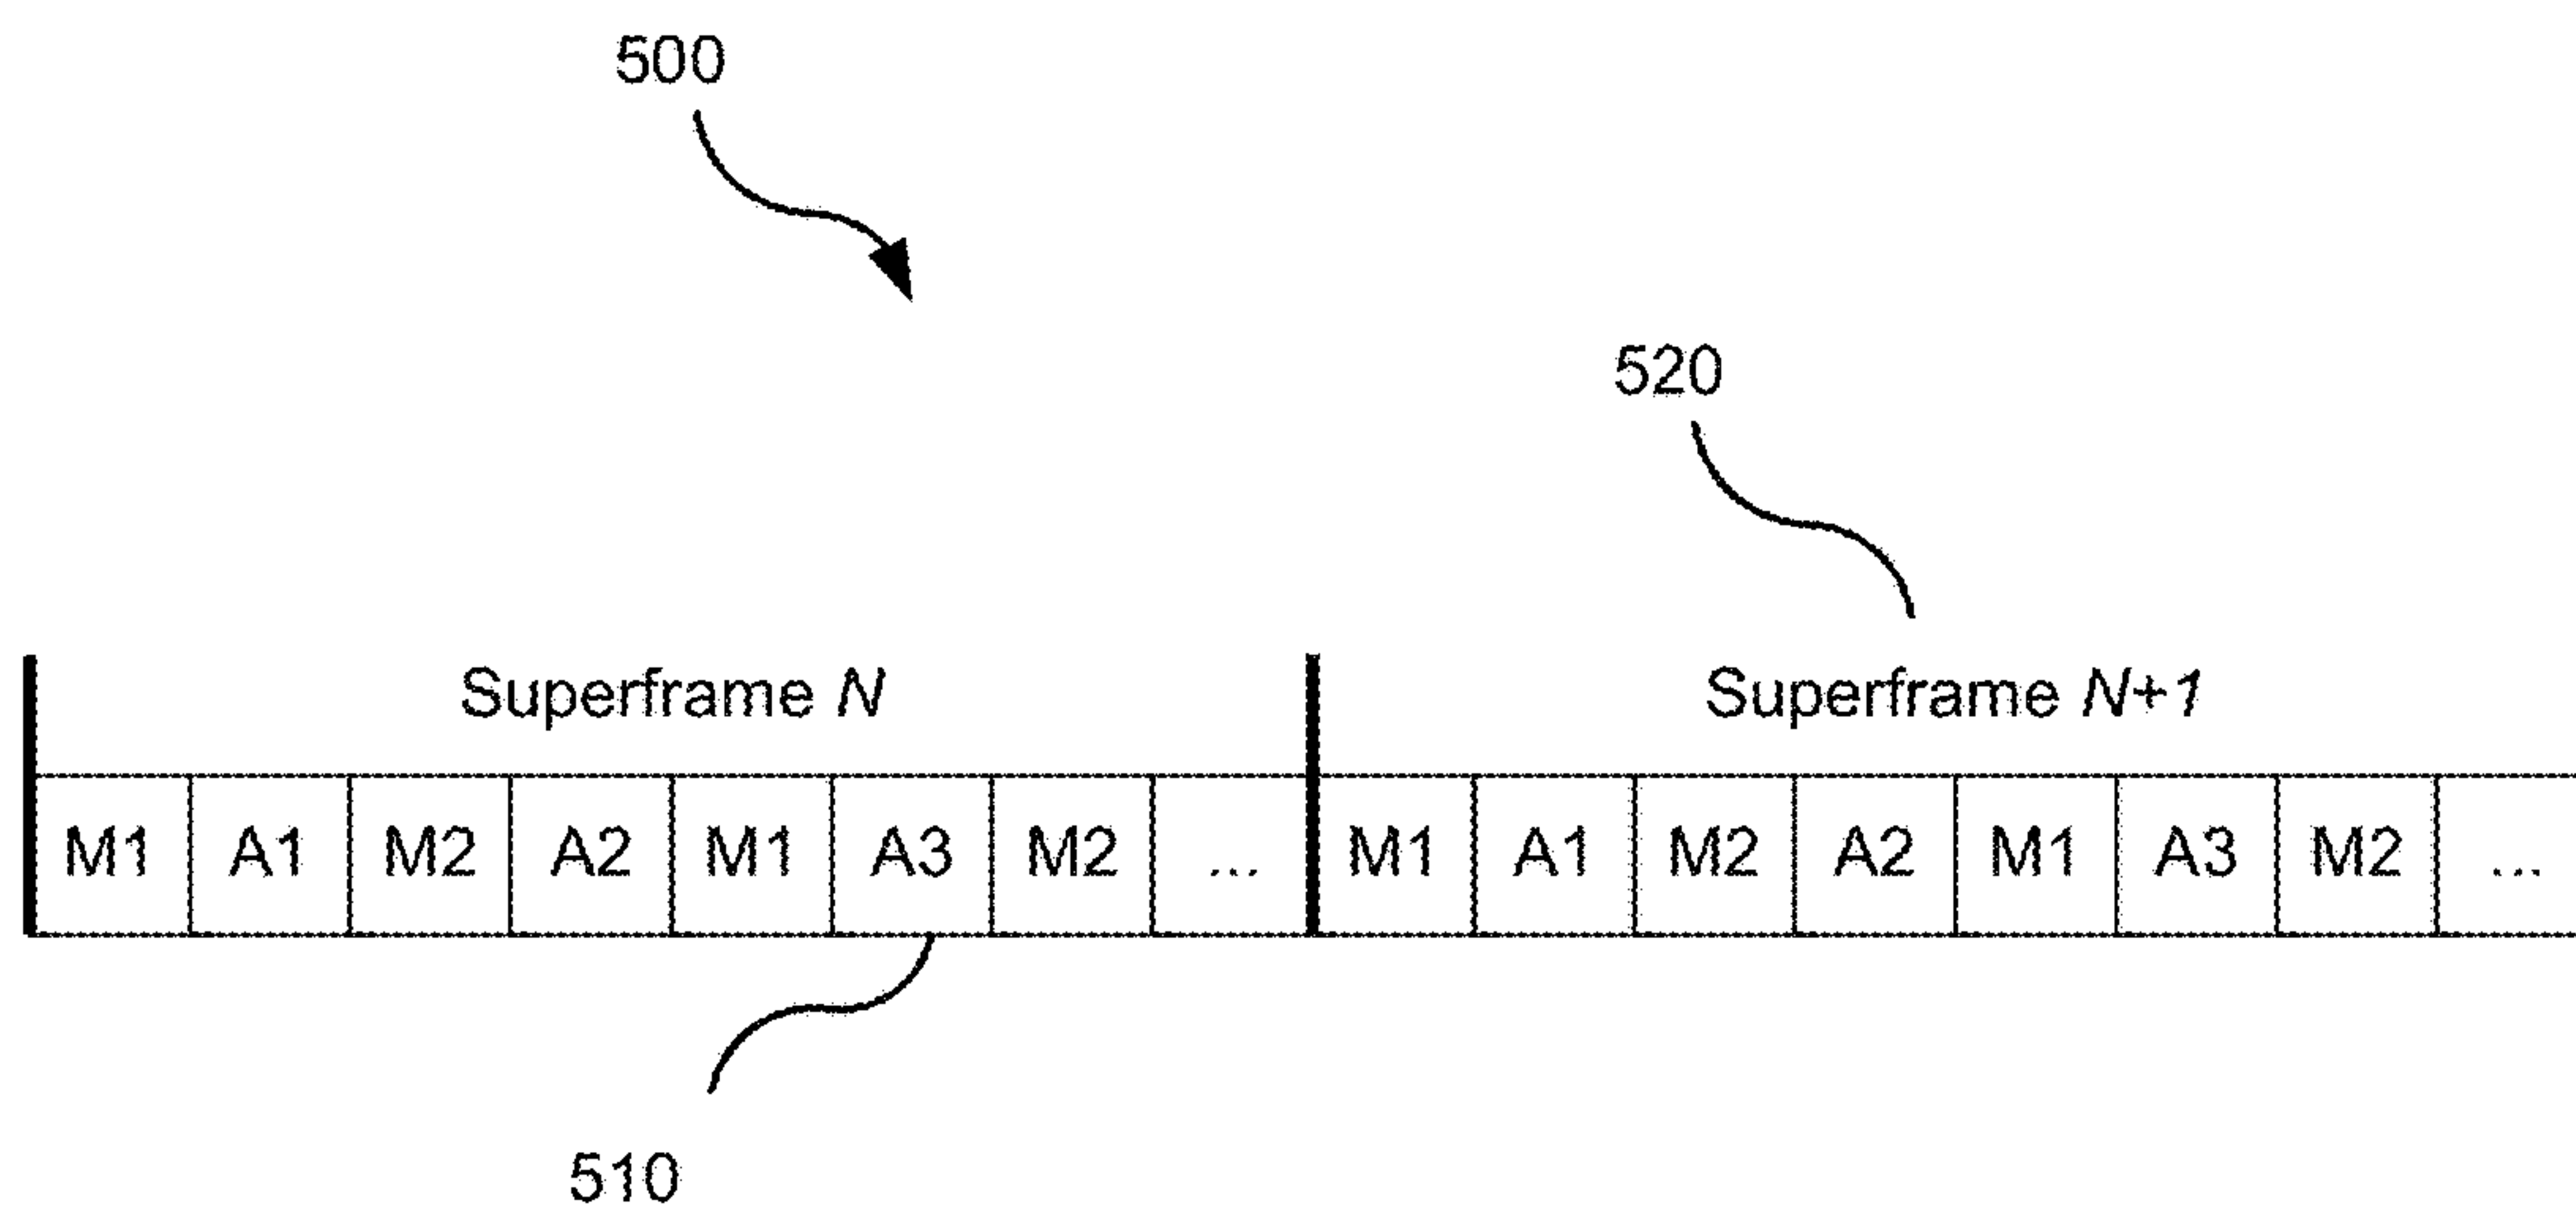 500
520
Superframe N
Superframe N+1
M1 A1 M2 A2 M1 A3 M2 ... M1 A1 M2 A2 M1 A3 M2 ...
510